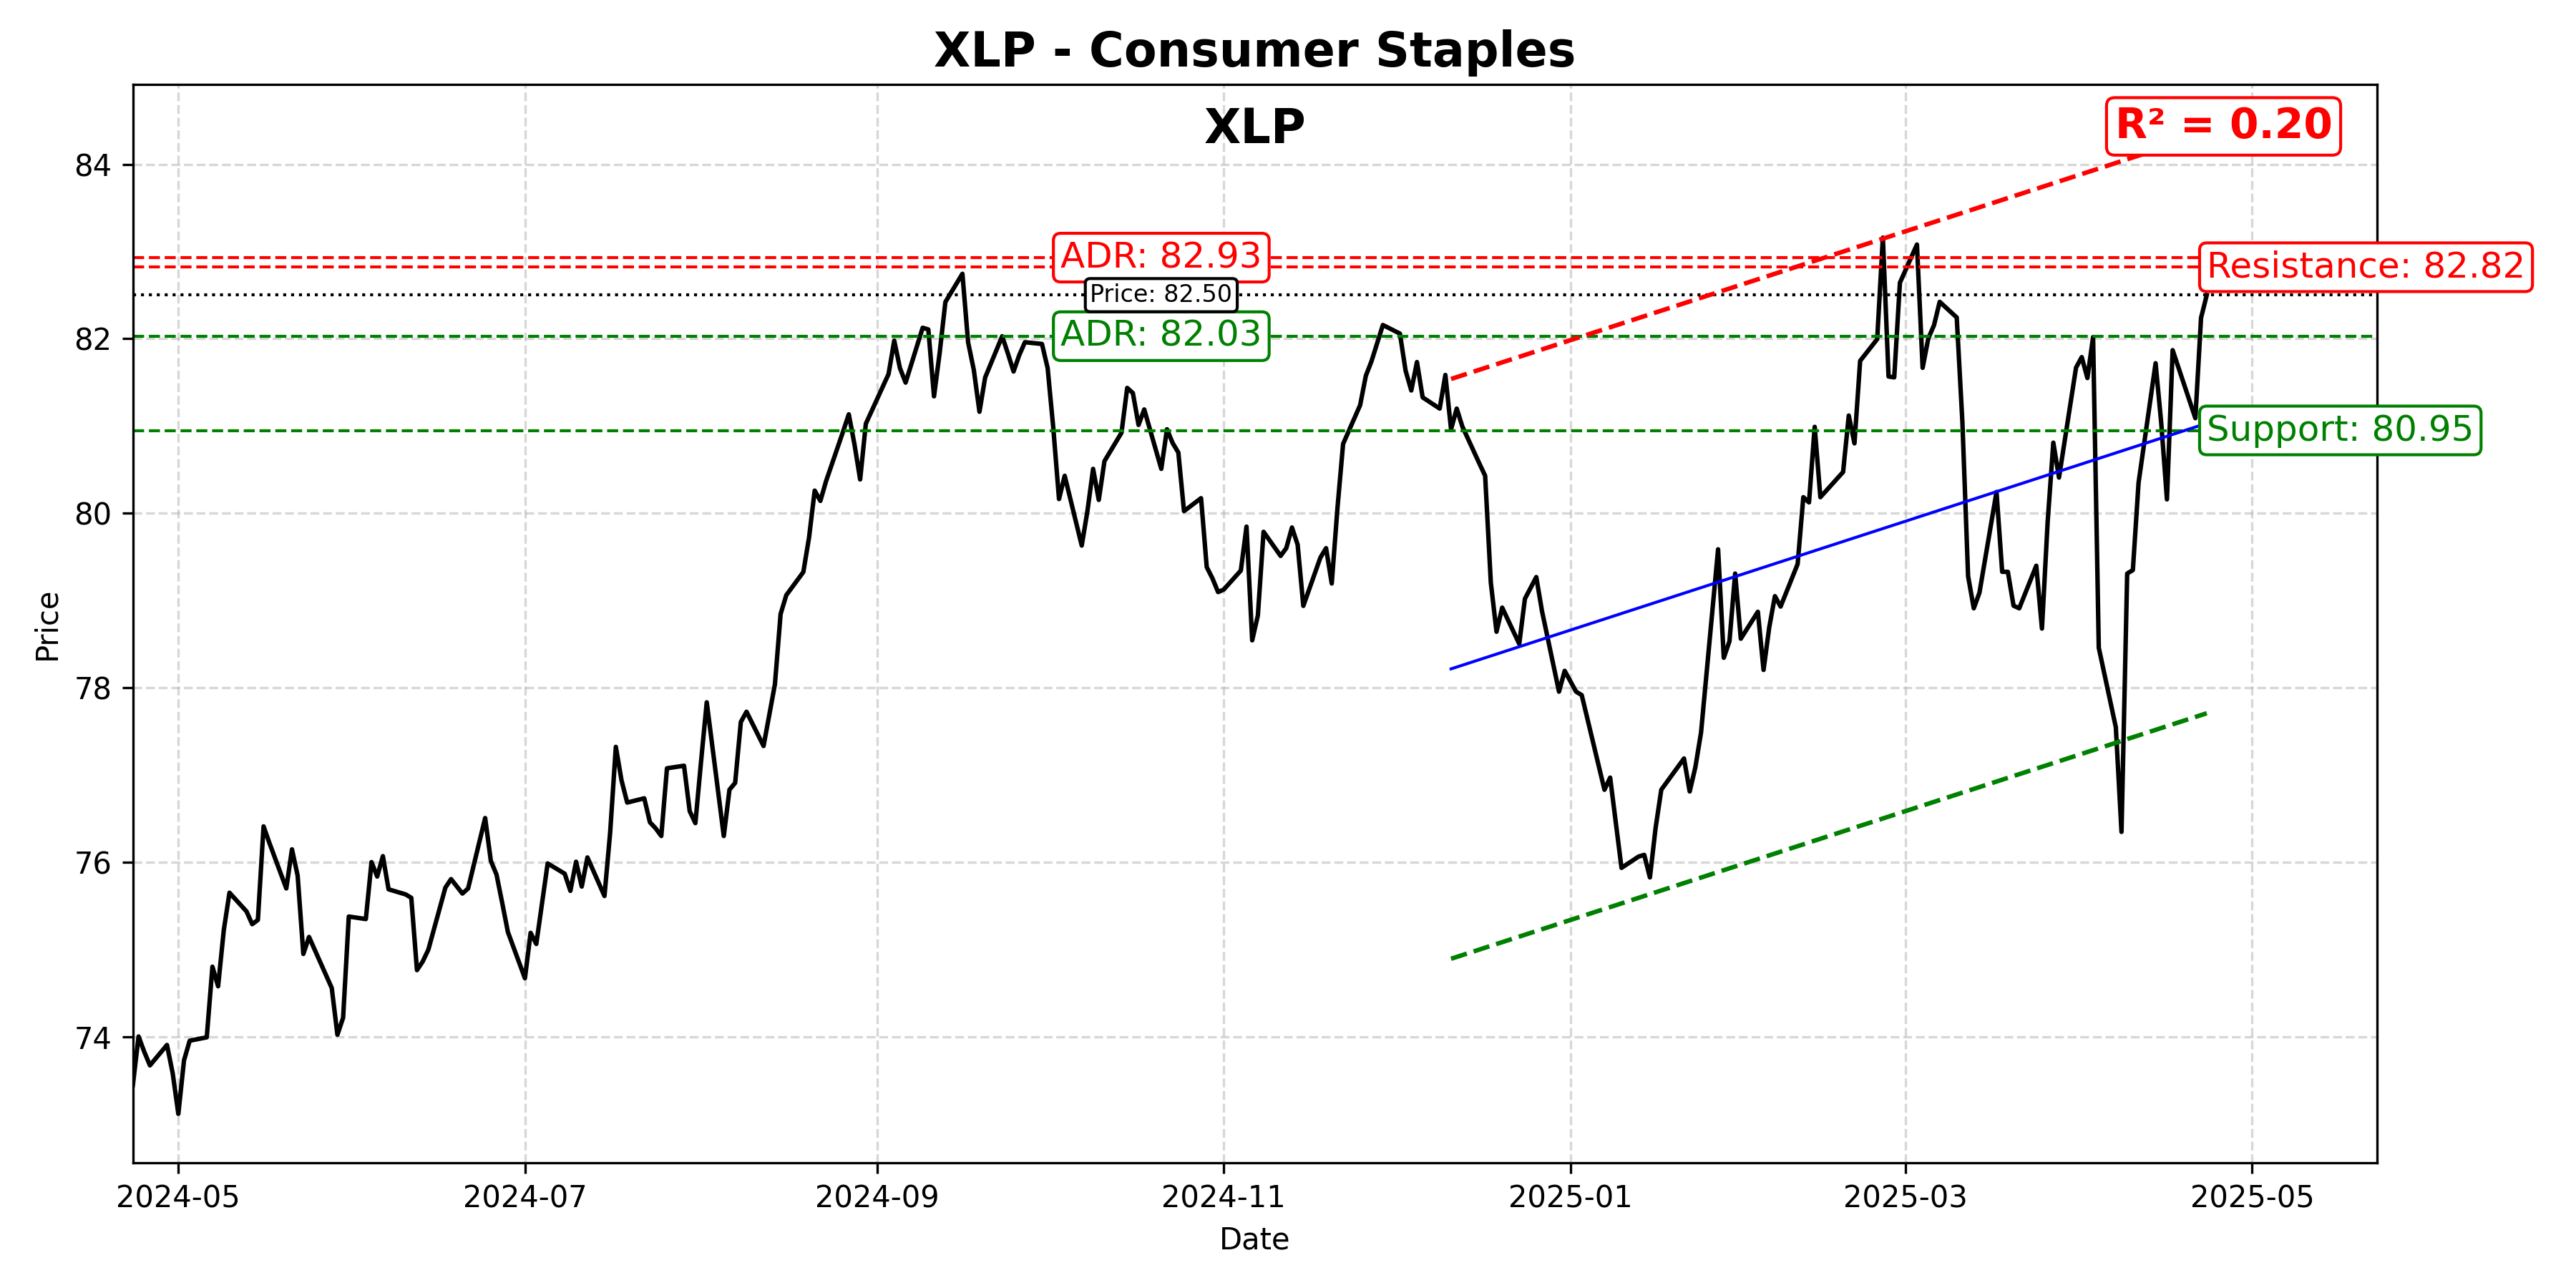 XLP - Consumer Staples
XLP
R² = 0.20
84
ADR: 82.93
Resistance: 82.82
Price: 82.50
82
ADR: 82.03
Support: 80.95
80
78
76
74
Price
2024-05
2024-07
2024-09
2024-11
2025-01
2025-03
2025-05
Date